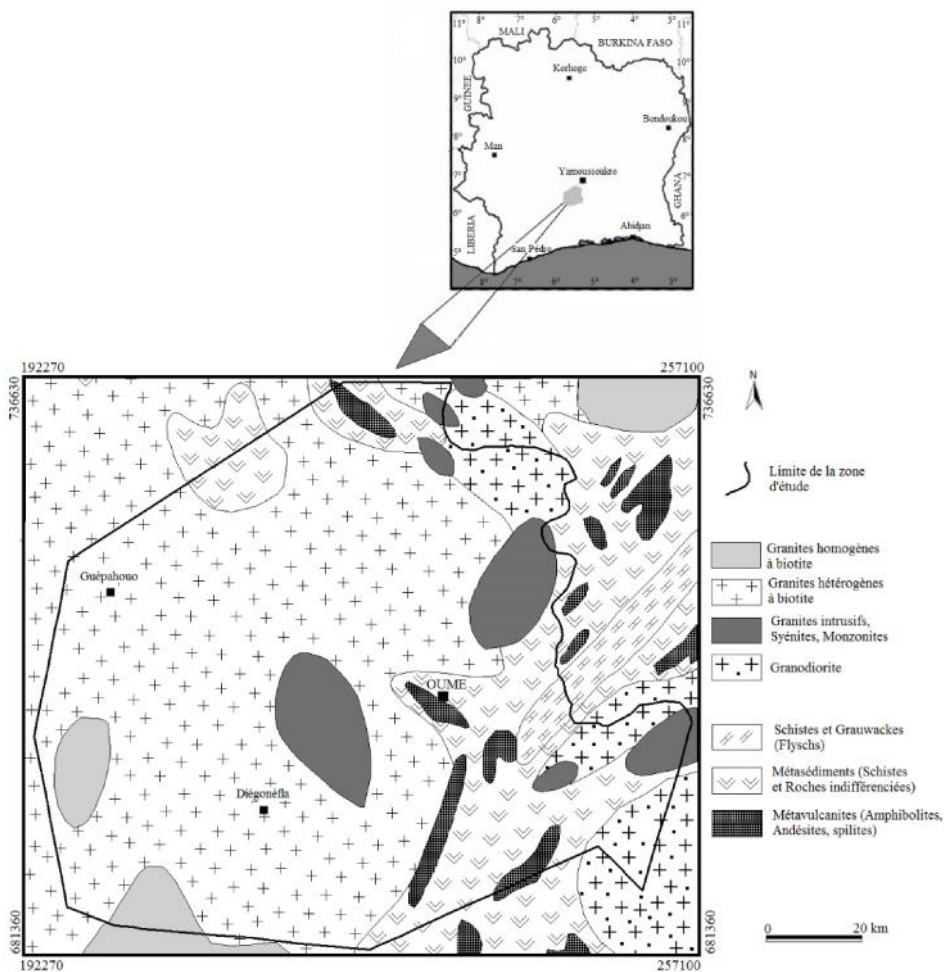 MALI
BURKINA FASO
GUINEE
GHANA
LIBERIA
8° 7° 6° 5° 4° 3°
11° 10° 9° 8° 7° 6° 5°
10° 9° 8° 7° 6°
Korhogo
Bondoukou
Man
Yamoussoukro
Abidjan
San Pédro
8° 7° 6° 5° 4° 3°
192270
257100
736630
736630
N
Guépahouo
OUME
Diégonéfla
681360
681360
192270
257100
Limite de la zone
d'étude
Granites homogènes
à biotite
Granites hétérogènes
à biotite
Granites intrusifs,
Syénites, Monzonites
Granodiorite
Schistes et Grauwackes
(Flyschs)
Métasédiments (Schistes
et Roches indifférenciées)
Métavulcanites (Amphibolites,
Andésites, spilites)
0 20 km